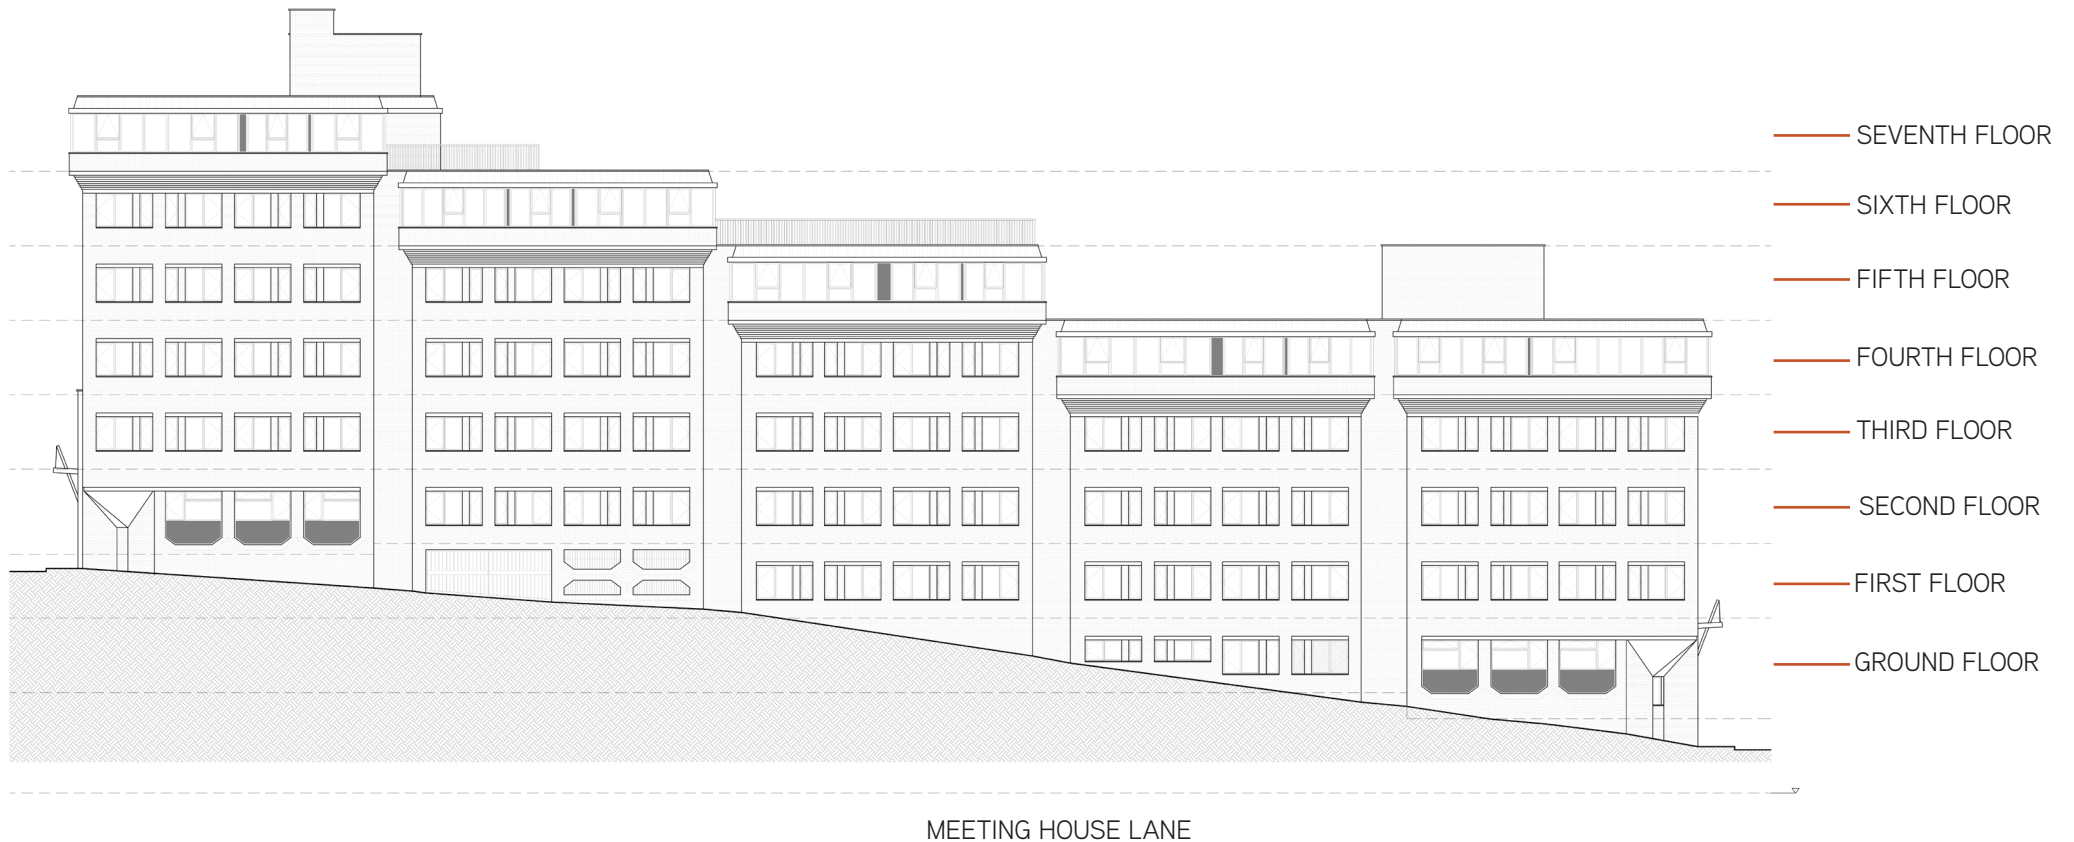 SEVENTH FLOOR
SIXTH FLOOR
FIFTH FLOOR
FOURTH FLOOR
THIRD FLOOR
SECOND FLOOR
FIRST FLOOR
GROUND FLOOR
MEETING HOUSE LANE